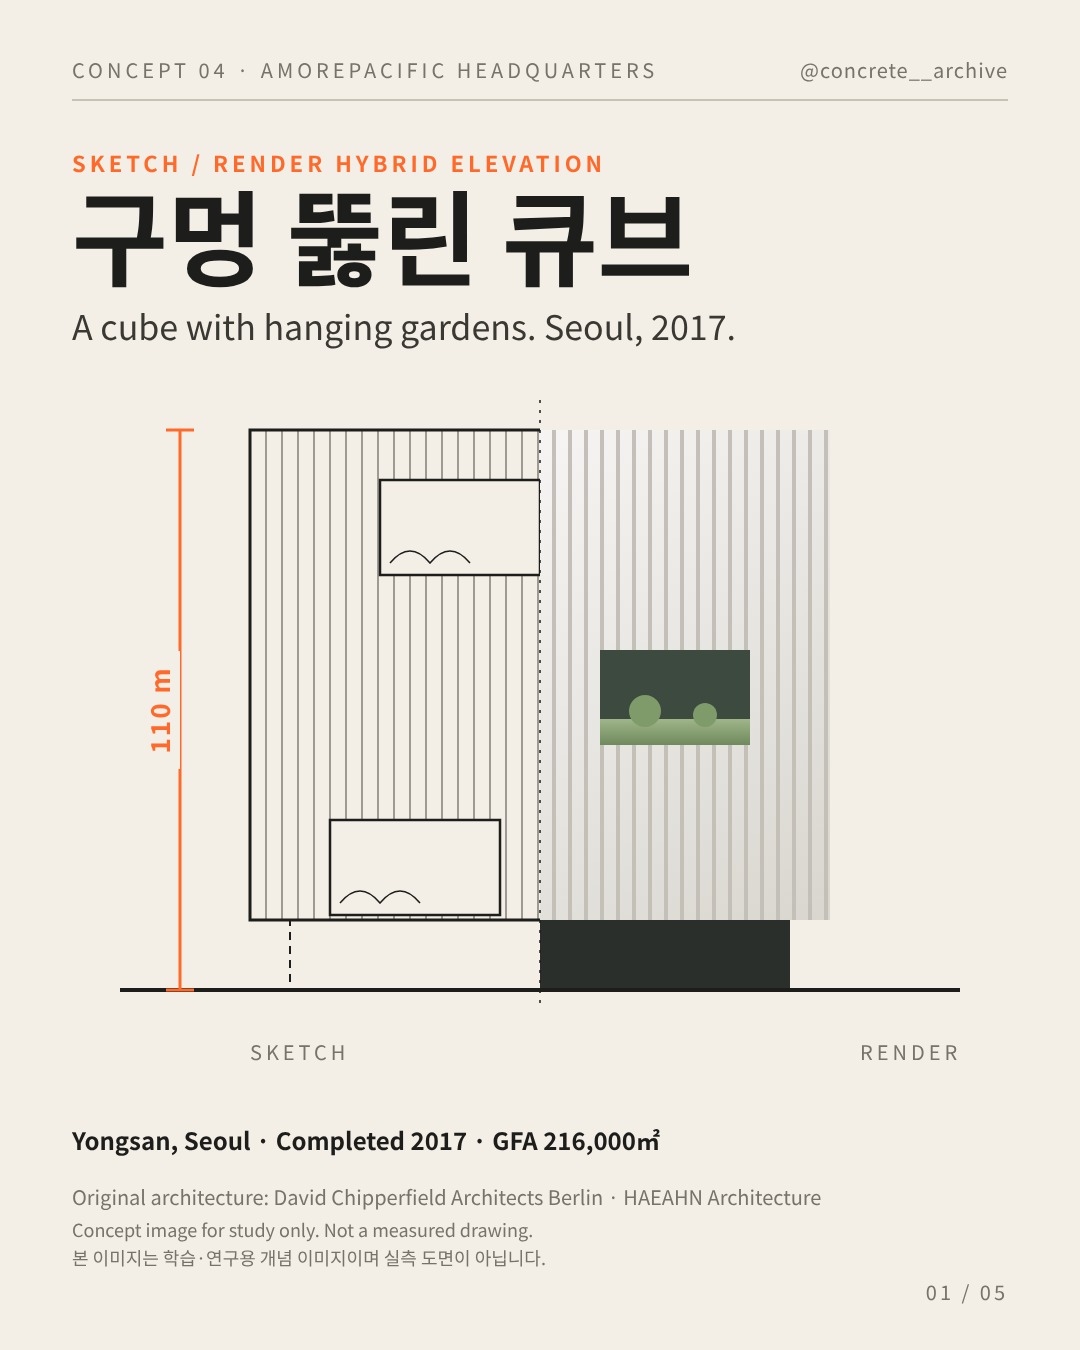 CONCEPT 04 · AMOREPACIFIC HEADQUARTERS
@concrete__archive
SKETCH / RENDER HYBRID ELEVATION
구멍 뚫린 큐브
A cube with hanging gardens. Seoul, 2017.
110 m
SKETCH
RENDER
Yongsan, Seoul · Completed 2017 · GFA 216,000㎡
Original architecture: David Chipperfield Architects Berlin · HAEAHN Architecture
Concept image for study only. Not a measured drawing.
본 이미지는 학습·연구용 개념 이미지이며 실측 도면이 아닙니다.
01 / 05